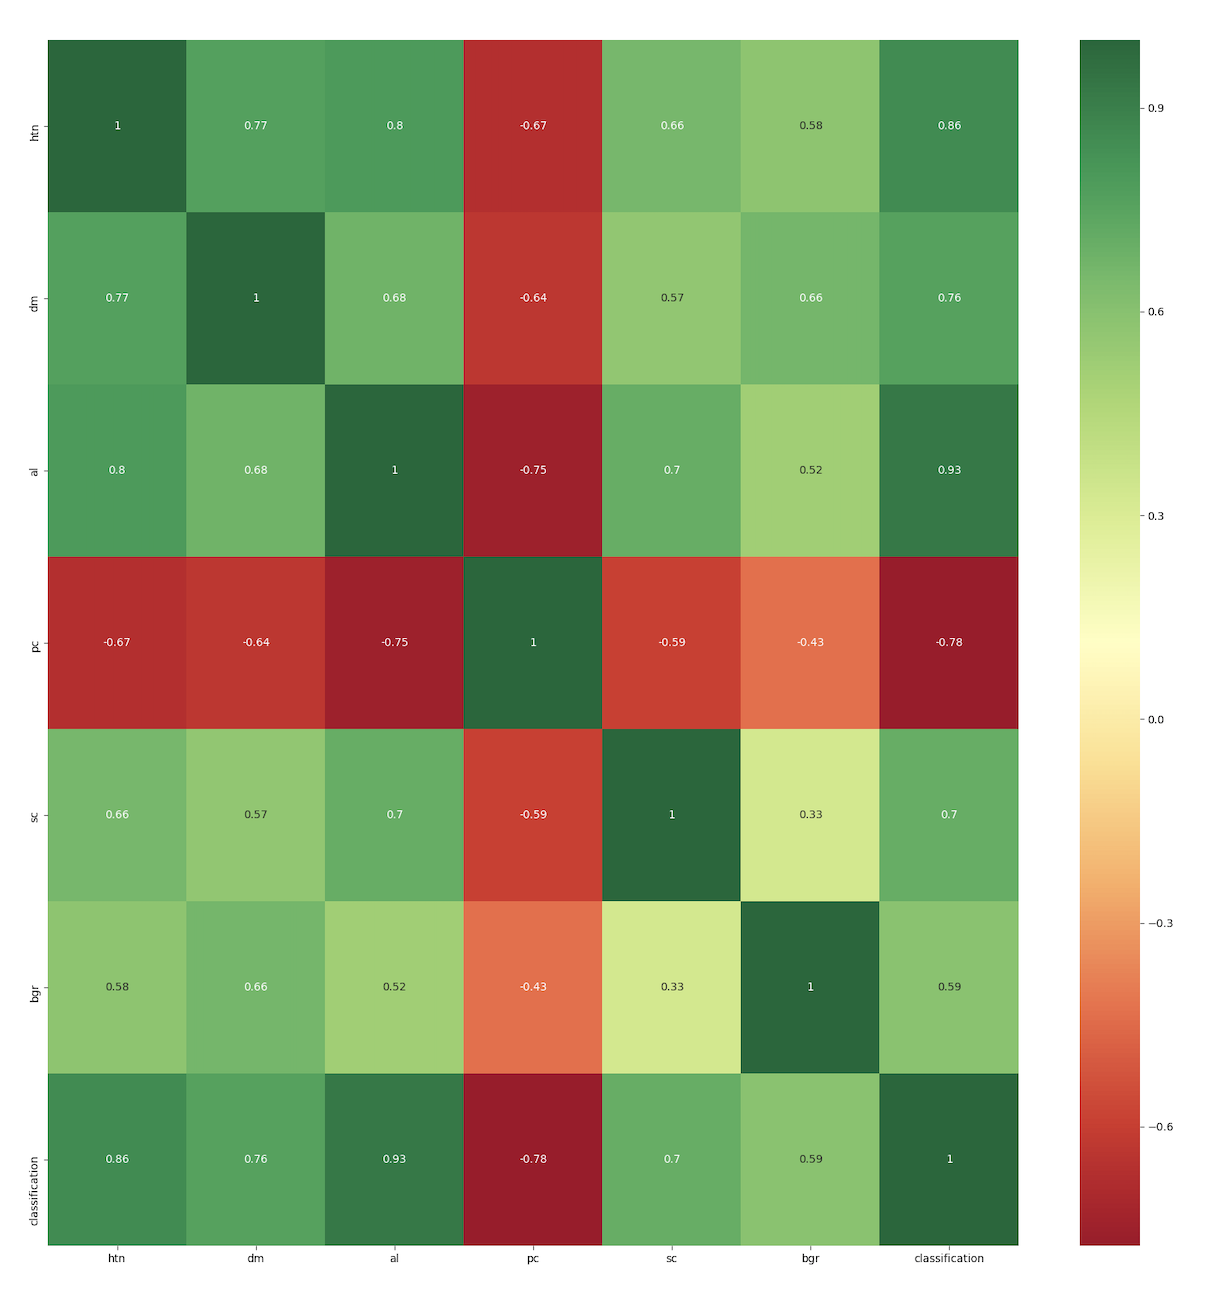 htn 1 0.77 0.8 -0.67 0.66 0.58 0.86
dm 0.77 1 0.68 -0.64 0.57 0.66 0.76
al 0.8 0.68 1 -0.75 0.7 0.52 0.93
pc -0.67 -0.64 -0.75 1 -0.59 -0.43 -0.78
sc 0.66 0.57 0.7 -0.59 1 0.33 0.7
bgr 0.58 0.66 0.52 -0.43 0.33 1 0.59
classification 0.86 0.76 0.93 -0.78 0.7 0.59 1
htn dm al pc sc bgr classification
0.9
0.6
0.3
0.0
−0.3
−0.6